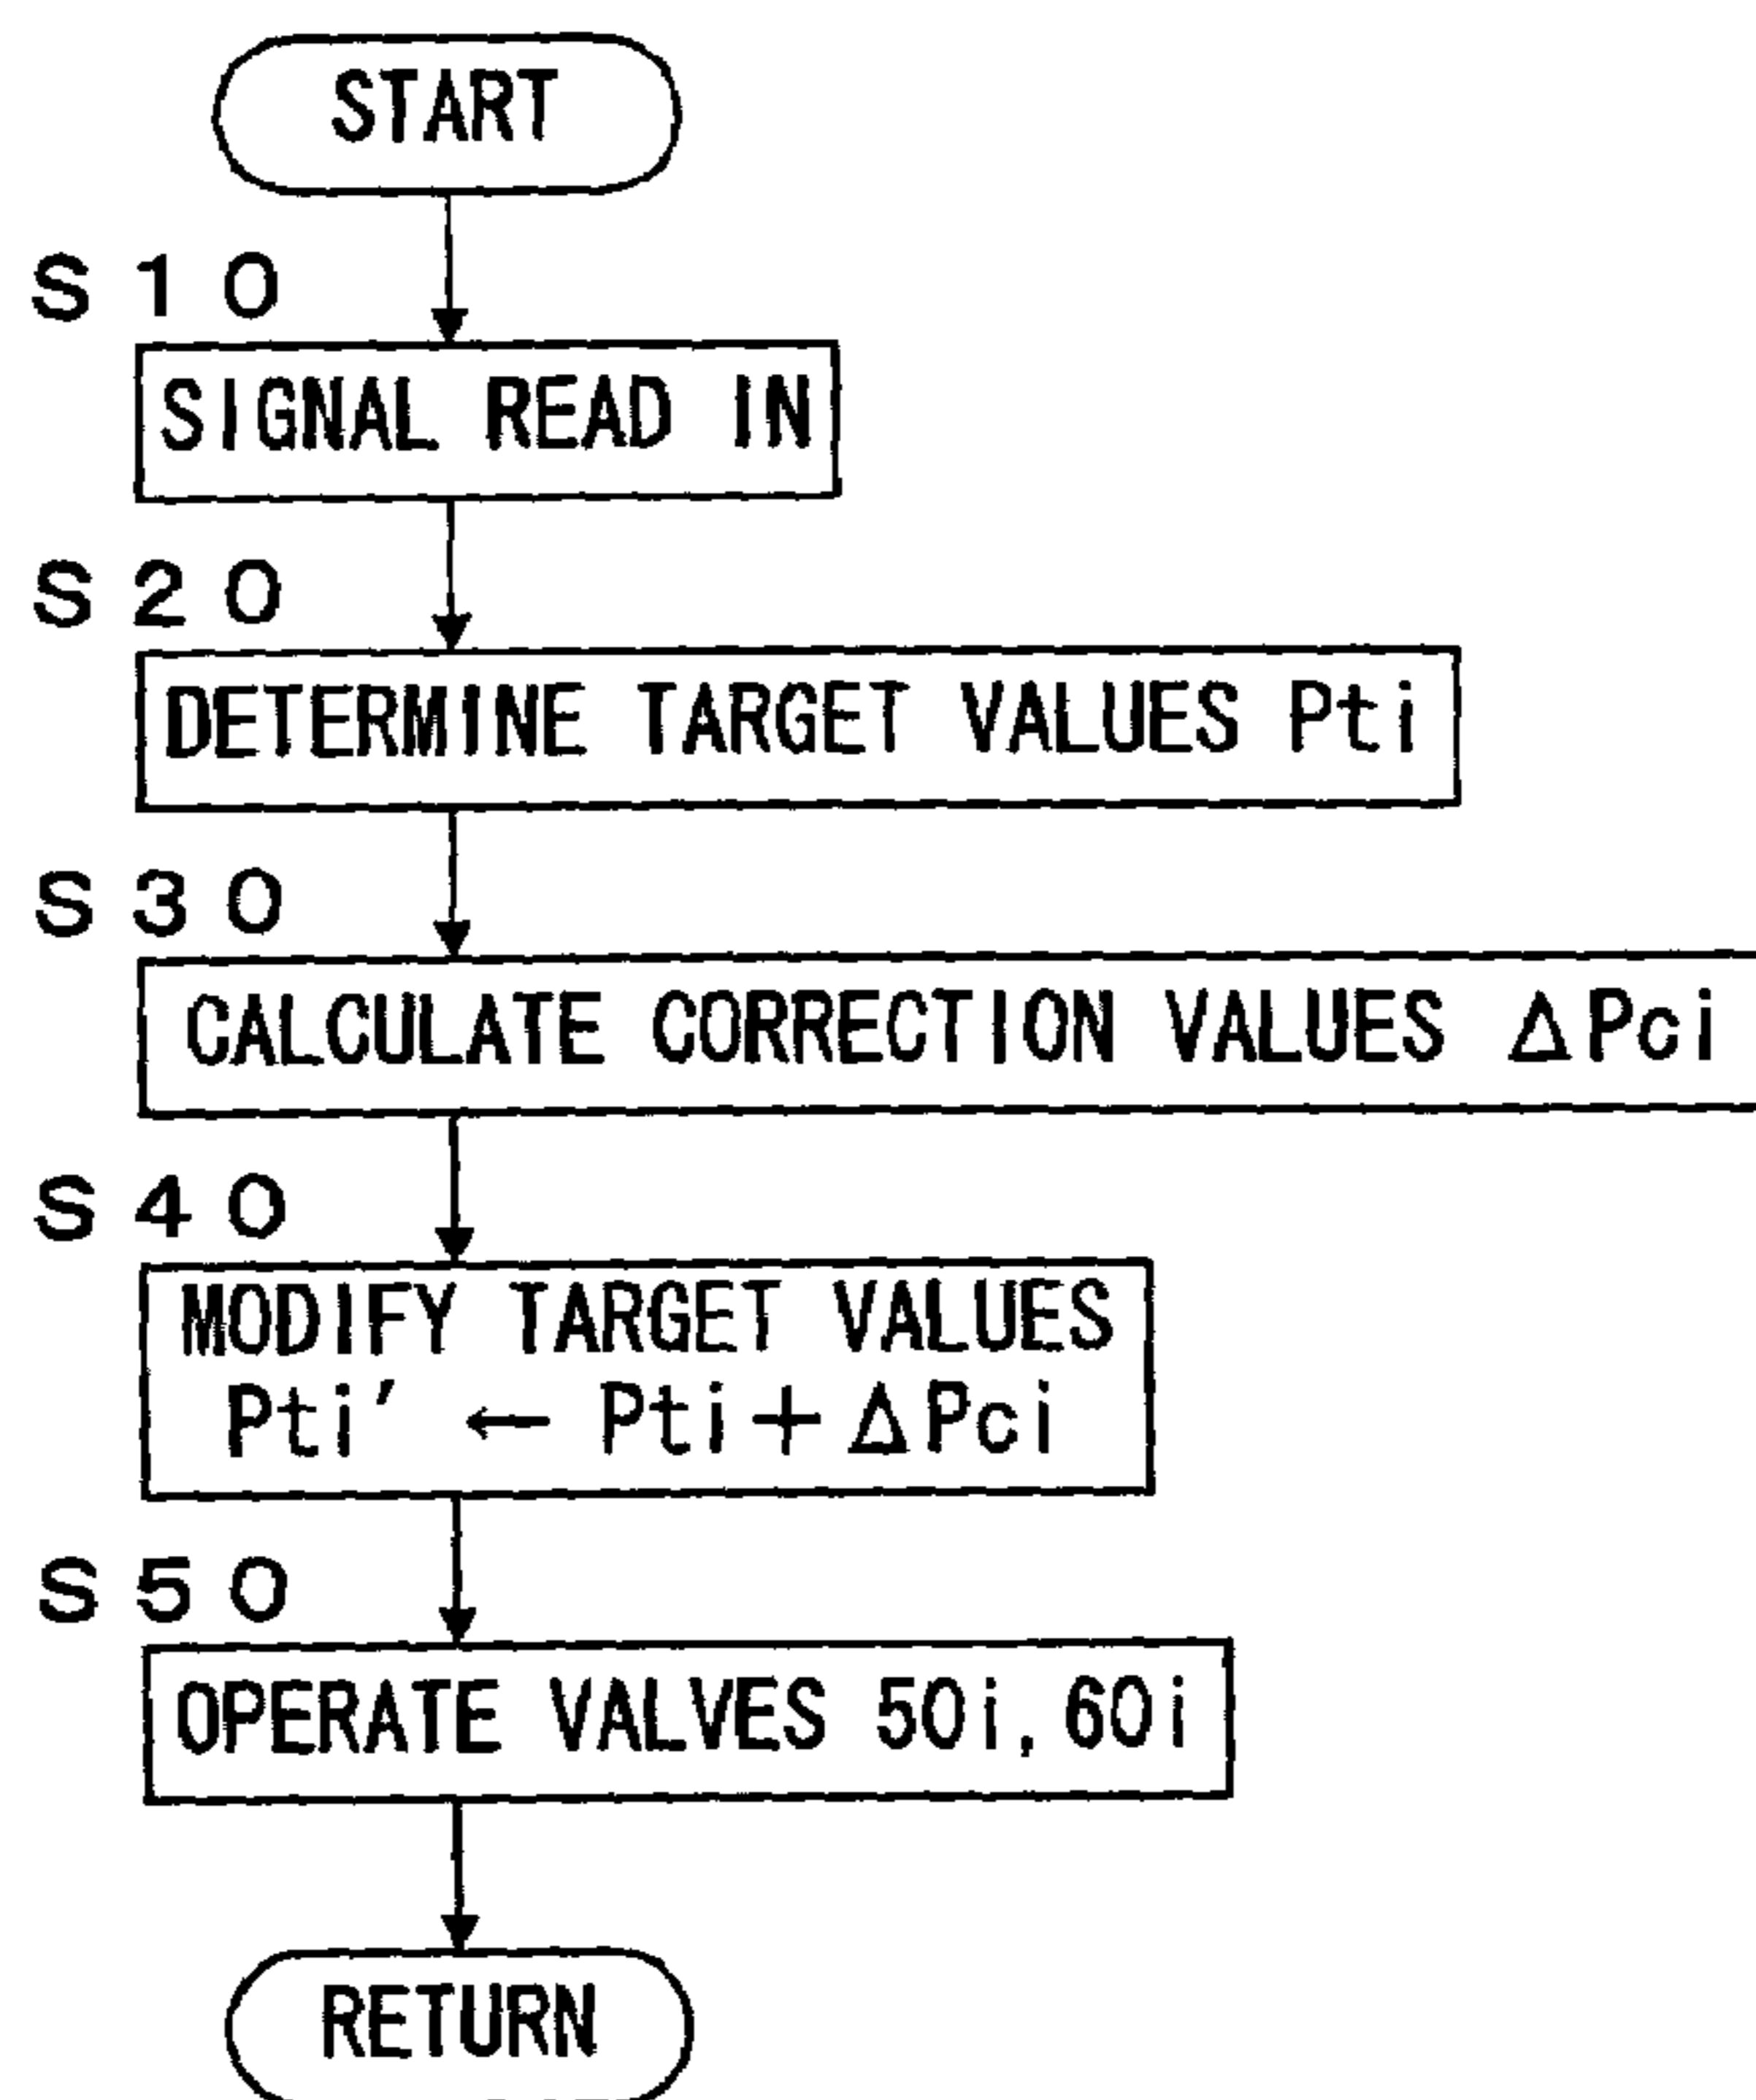 START
S10
SIGNAL READ IN
S20
DETERMINE TARGET VALUES Pti
S30
CALCULATE CORRECTION VALUES ΔPci
S40
MODIFY TARGET VALUES
Pti′ ← Pti+ΔPci
S50
OPERATE VALVES 50i, 60i
RETURN